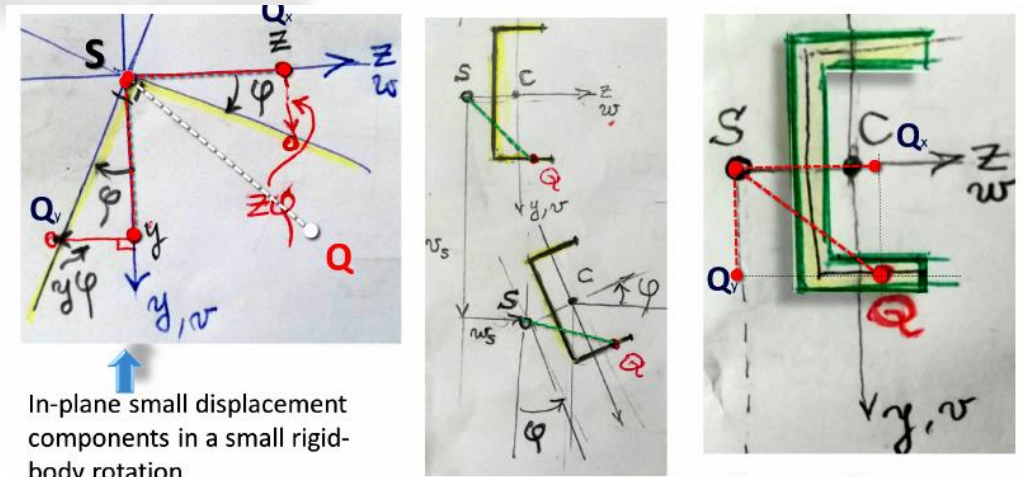 Qx
S
Z
Z
w
φ
φ
Qy
y
zφ
yφ
Q
y, v
In-plane small displacement
components in a small rigid-
body rotation
S
C
z
w
Q
y, v
vs
C
φ
S
ws
Q
φ
S
C
Qx
Z
w
Qy
Q
y, v